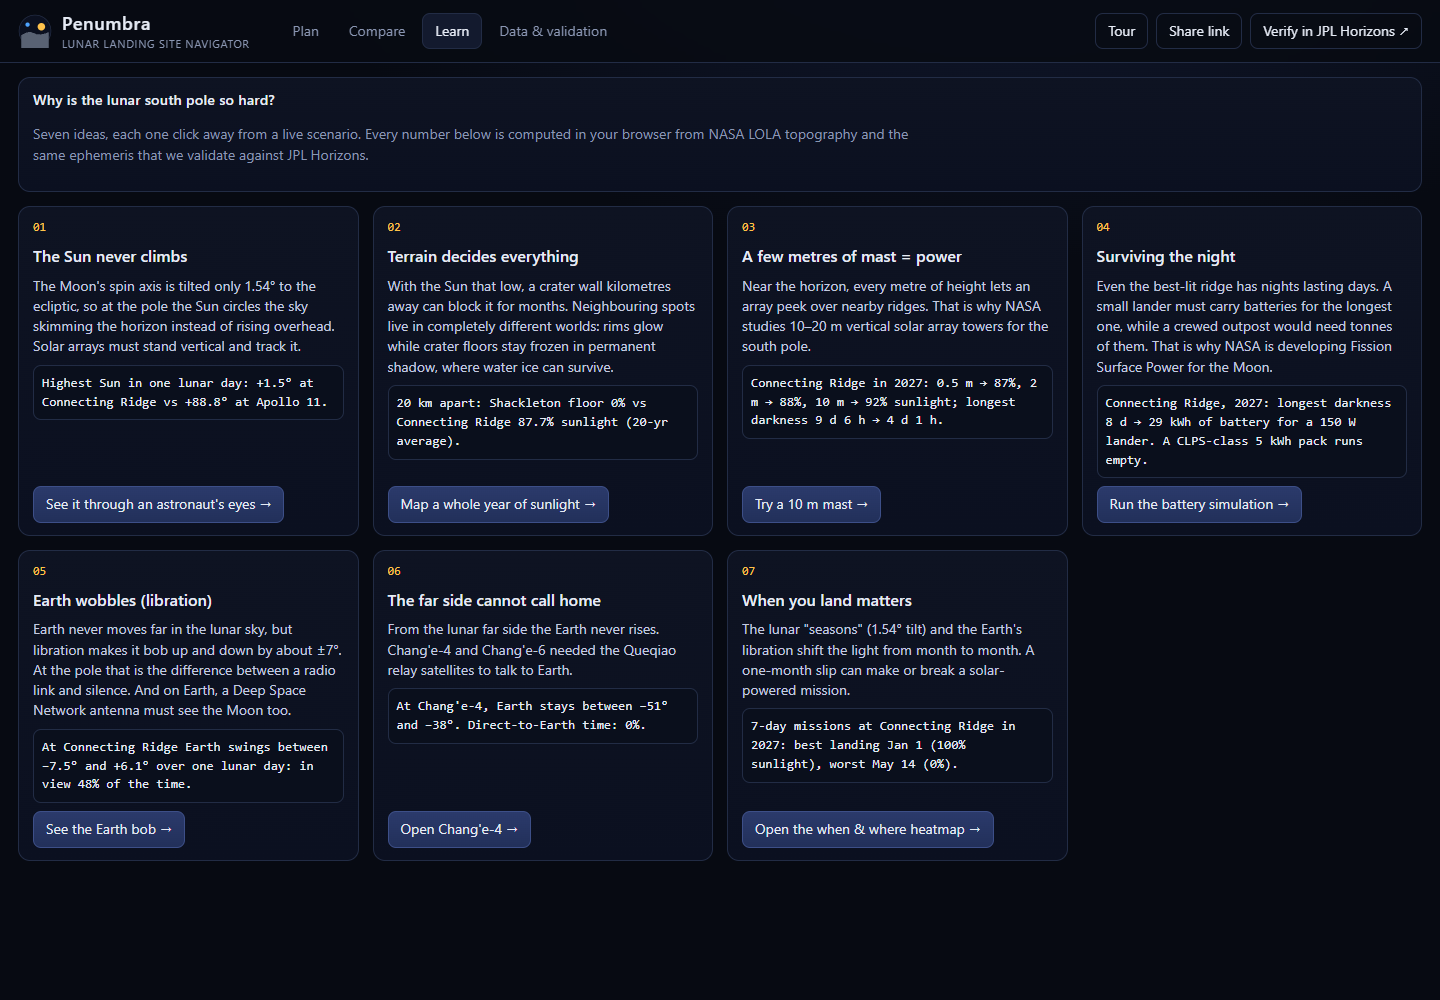 Penumbra
LUNAR LANDING SITE NAVIGATOR
Plan
Compare
Learn
Data & validation
Tour
Share link
Verify in JPL Horizons ↗
Why is the lunar south pole so hard?
Seven ideas, each one click away from a live scenario. Every number below is computed in your browser from NASA LOLA topography and the
same ephemeris that we validate against JPL Horizons.
01
The Sun never climbs
The Moon's spin axis is tilted only 1.54° to the
ecliptic, so at the pole the Sun circles the sky
skimming the horizon instead of rising overhead.
Solar arrays must stand vertical and track it.
Highest Sun in one lunar day: +1.5° at
Connecting Ridge vs +88.8° at Apollo 11.
See it through an astronaut's eyes →
02
Terrain decides everything
With the Sun that low, a crater wall kilometres
away can block it for months. Neighbouring spots
live in completely different worlds: rims glow
while crater floors stay frozen in permanent
shadow, where water ice can survive.
20 km apart: Shackleton floor 0% vs
Connecting Ridge 87.7% sunlight (20-yr
average).
Map a whole year of sunlight →
03
A few metres of mast = power
Near the horizon, every metre of height lets an
array peek over nearby ridges. That is why NASA
studies 10–20 m vertical solar array towers for the
south pole.
Connecting Ridge in 2027: 0.5 m → 87%, 2
m → 88%, 10 m → 92% sunlight; longest
darkness 9 d 6 h → 4 d 1 h.
Try a 10 m mast →
04
Surviving the night
Even the best-lit ridge has nights lasting days. A
small lander must carry batteries for the longest
one, while a crewed outpost would need tonnes
of them. That is why NASA is developing Fission
Surface Power for the Moon.
Connecting Ridge, 2027: longest darkness
8 d → 29 kWh of battery for a 150 W
lander. A CLPS-class 5 kWh pack runs
empty.
Run the battery simulation →
05
Earth wobbles (libration)
Earth never moves far in the lunar sky, but
libration makes it bob up and down by about ±7°.
At the pole that is the difference between a radio
link and silence. And on Earth, a Deep Space
Network antenna must see the Moon too.
At Connecting Ridge Earth swings between
−7.5° and +6.1° over one lunar day: in
view 48% of the time.
See the Earth bob →
06
The far side cannot call home
From the lunar far side the Earth never rises.
Chang'e-4 and Chang'e-6 needed the Queqiao
relay satellites to talk to Earth.
At Chang'e-4, Earth stays between −51°
and −38°. Direct-to-Earth time: 0%.
Open Chang'e-4 →
07
When you land matters
The lunar "seasons" (1.54° tilt) and the Earth's
libration shift the light from month to month. A
one-month slip can make or break a solar-
powered mission.
7-day missions at Connecting Ridge in
2027: best landing Jan 1 (100%
sunlight), worst May 14 (0%).
Open the when & where heatmap →